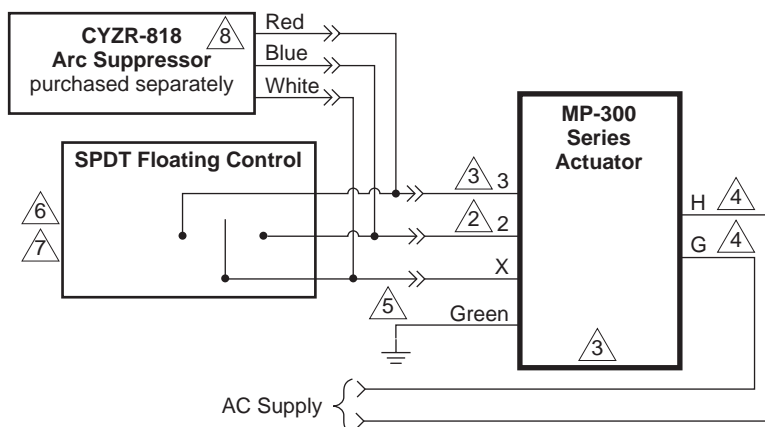 CYZR-818
8
Arc Suppressor
purchased separately
Red
Blue
White
SPDT Floating Control
6
7
MP-300
Series
Actuator
3
3
2
2
X
5
Green
3
H
4
G
4
AC Supply